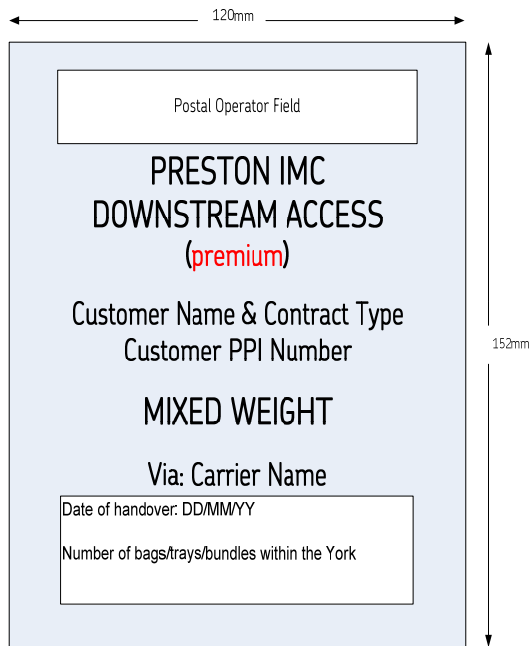 120mm
Postal Operator Field
PRESTON IMC
DOWNSTREAM ACCESS
(premium)
Customer Name & Contract Type
Customer PPI Number
152mm
MIXED WEIGHT
Via: Carrier Name
Date of handover: DD/MM/YY
Number of bags/trays/bundles within the York